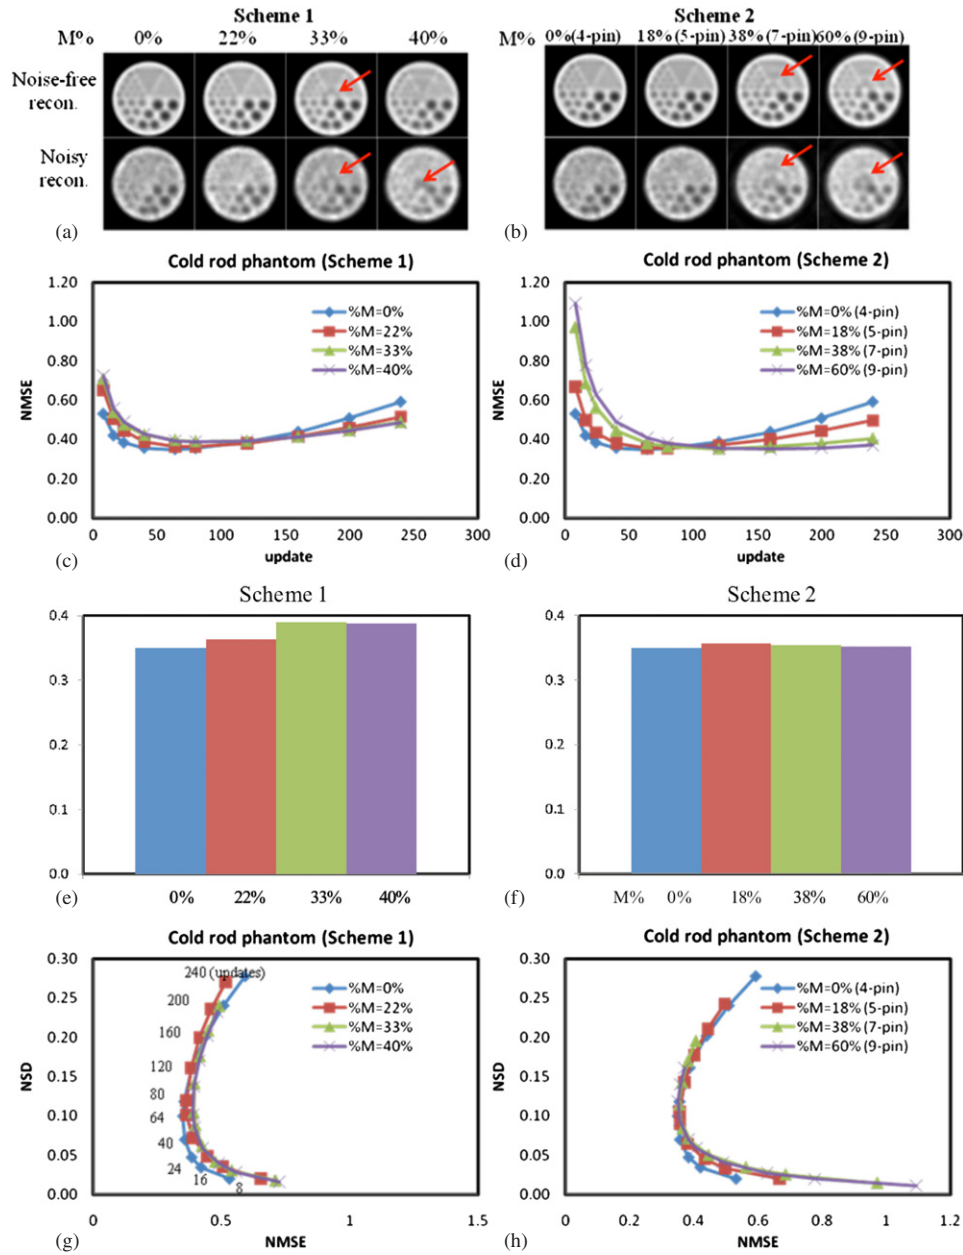 Scheme 1
M% 0% 22% 33% 40%
Noise-free
recon.
Noisy
recon.
(a)
Scheme 2
M% 0%(4-pin) 18%(5-pin) 38%(7-pin) 60%(9-pin)
(b)
Cold rod phantom (Scheme 1)
1.20
1.00
0.80
0.60
0.40
0.20
0.00
NMSE
%M=0%
%M=22%
%M=33%
%M=40%
0 50 100 150 200 250 300
update
(c)
Cold rod phantom (Scheme 2)
1.20
1.00
0.80
0.60
0.40
0.20
0.00
NMSE
%M=0% (4-pin)
%M=18% (5-pin)
%M=38% (7-pin)
%M=60% (9-pin)
0 50 100 150 200 250 300
update
(d)
Scheme 1
0.4
0.3
0.2
0.1
0.0
0% 22% 33% 40%
(e)
Scheme 2
0.4
0.3
0.2
0.1
0.0
M% 0% 18% 38% 60%
(f)
Cold rod phantom (Scheme 1)
0.30
0.25
0.20
0.15
0.10
0.05
0.00
NSD
240 (updates)
200
160
120
80
64
40
24
16
8
%M=0%
%M=22%
%M=33%
%M=40%
0 0.5 1 1.5
NMSE
(g)
Cold rod phantom (Scheme 2)
0.30
0.25
0.20
0.15
0.10
0.05
0.00
NSD
%M=0% (4-pin)
%M=18% (5-pin)
%M=38% (7-pin)
%M=60% (9-pin)
0 0.2 0.4 0.6 0.8 1 1.2
NMSE
(h)